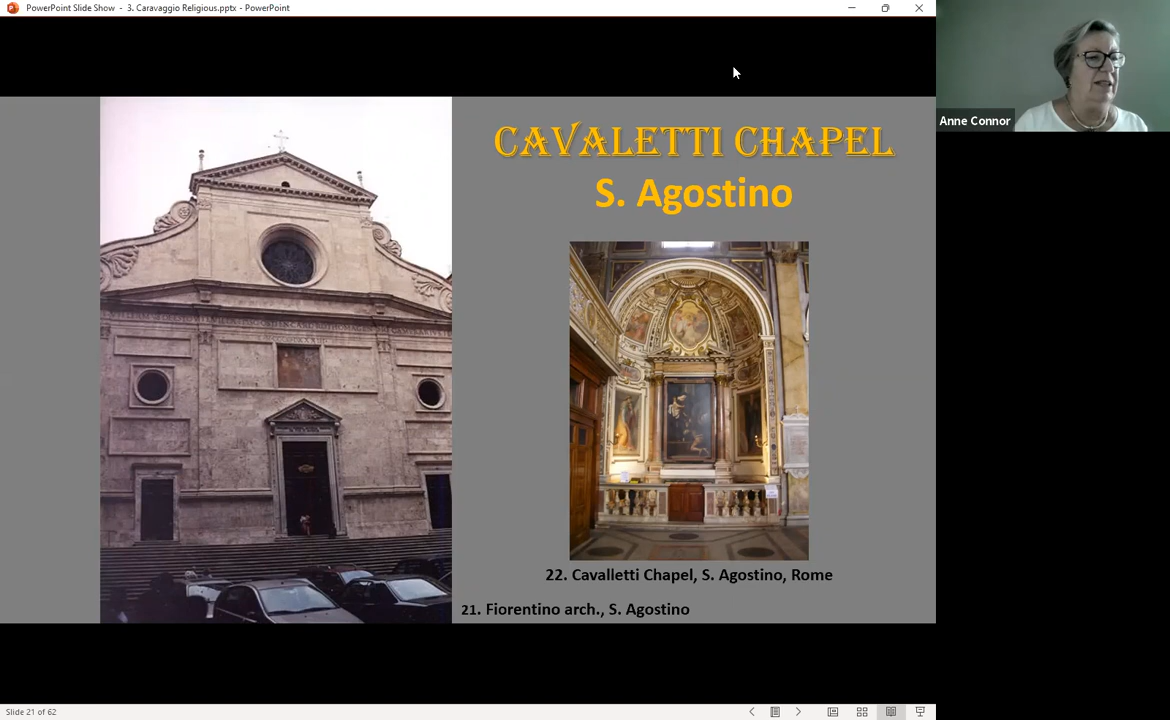 PowerPoint Slide Show - 3. Caravaggio Religious.pptx - PowerPoint
Anne Connor
CAVALETTI CHAPEL
S. Agostino
22. Cavalletti Chapel, S. Agostino, Rome
21. Fiorentino arch., S. Agostino
Slide 21 of 62